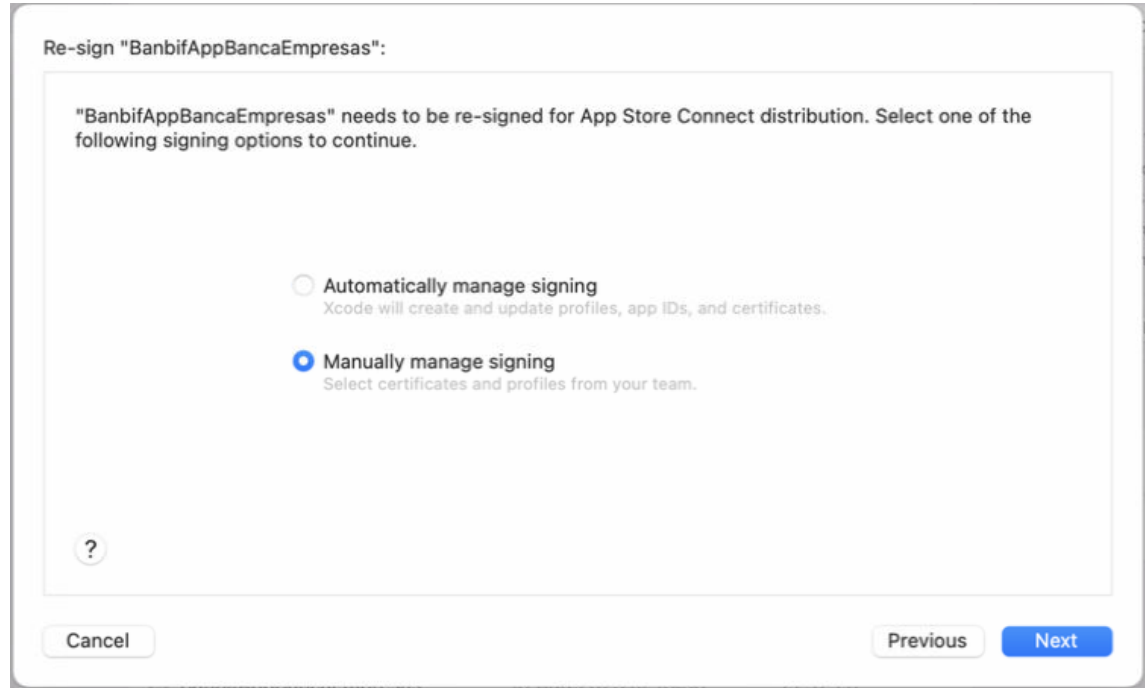 Re-sign "BanbifAppBancaEmpresas":
"BanbifAppBancaEmpresas" needs to be re-signed for App Store Connect distribution. Select one of the
following signing options to continue.
Automatically manage signing
Xcode will create and update profiles, app IDs, and certificates.
Manually manage signing
Select certificates and profiles from your team.
?
Cancel
Previous
Next